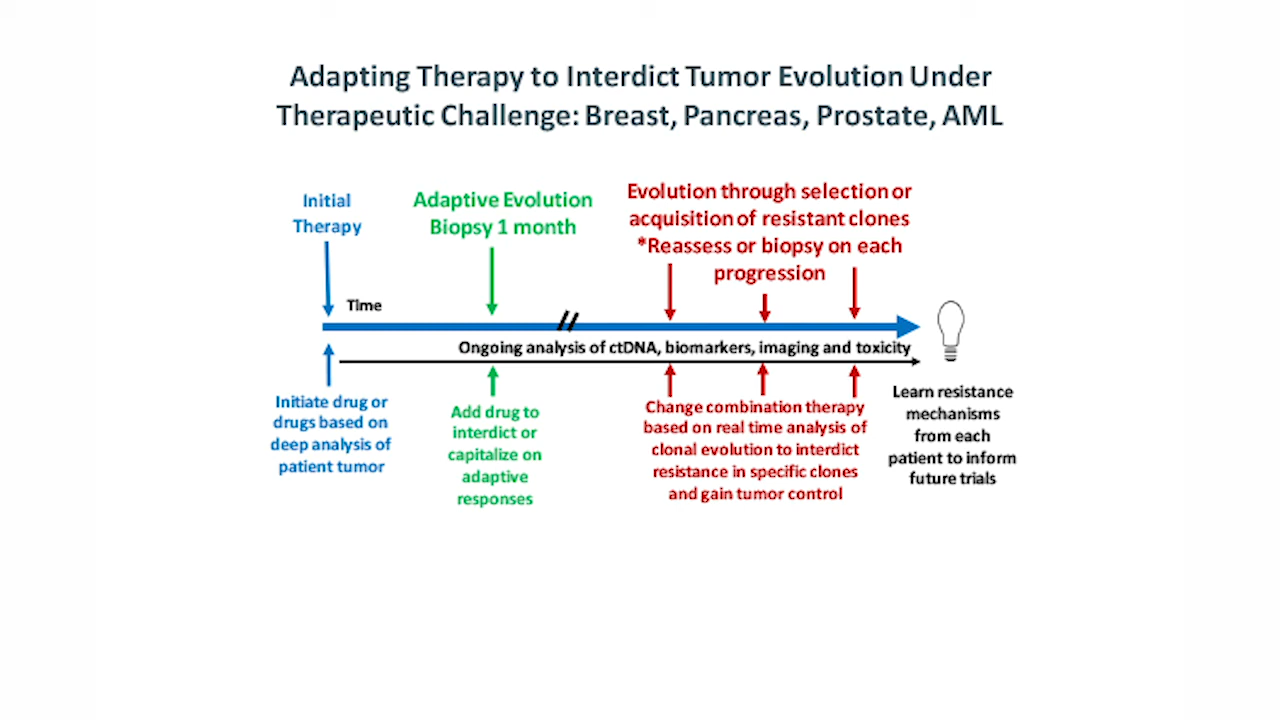 Adapting Therapy to Interdict Tumor Evolution Under
Therapeutic Challenge: Breast, Pancreas, Prostate, AML
Initial
Therapy
Adaptive Evolution
Biopsy 1 month
Evolution through selection or
acquisition of resistant clones
*Reassess or biopsy on each
progression
Time
Ongoing analysis of ctDNA, biomarkers, imaging and toxicity
Initiate drug or
drugs based on
deep analysis of
patient tumor
Add drug to
interdict or
capitalize on
adaptive
responses
Change combination therapy
based on real time analysis of
clonal evolution to interdict
resistance in specific clones
and gain tumor control
Learn resistance
mechanisms
from each
patient to inform
future trials